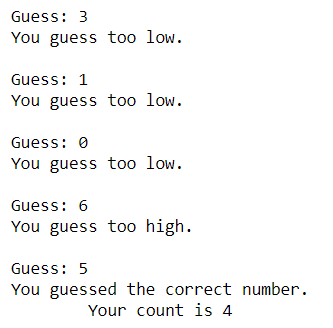 Guess: 3
You guess too low.
Guess: 1
You guess too low.
Guess: 0
You guess too low.
Guess: 6
You guess too high.
Guess: 5
You guessed the correct number.
Your count is 4